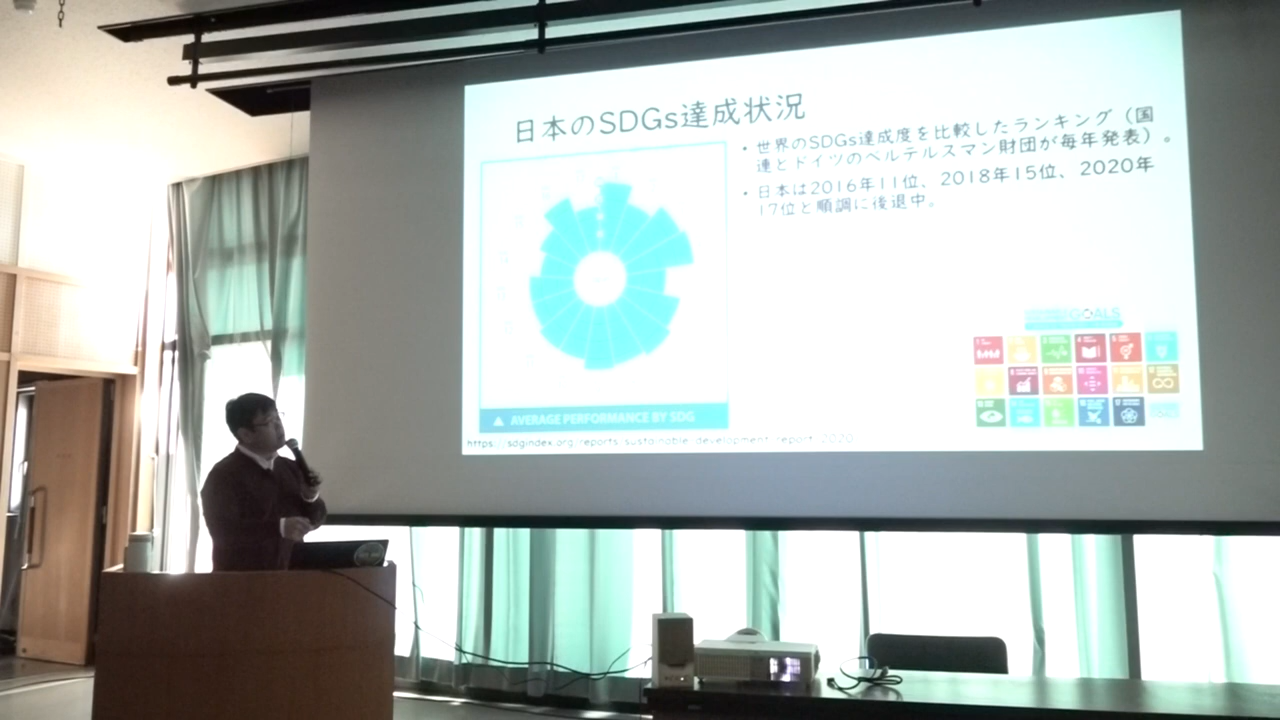 日本のSDGs達成状況
・世界のSDGs達成度を比較したランキング（国
連とドイツのベルテルスマン財団が毎年発表）。
・日本は2016年11位、2018年15位、2020年
17位と順調に後退中。
GOALS
AVERAGE PERFORMANCE BY SDG
https://sdgindex.org/reports/sustainable-development-report-2020